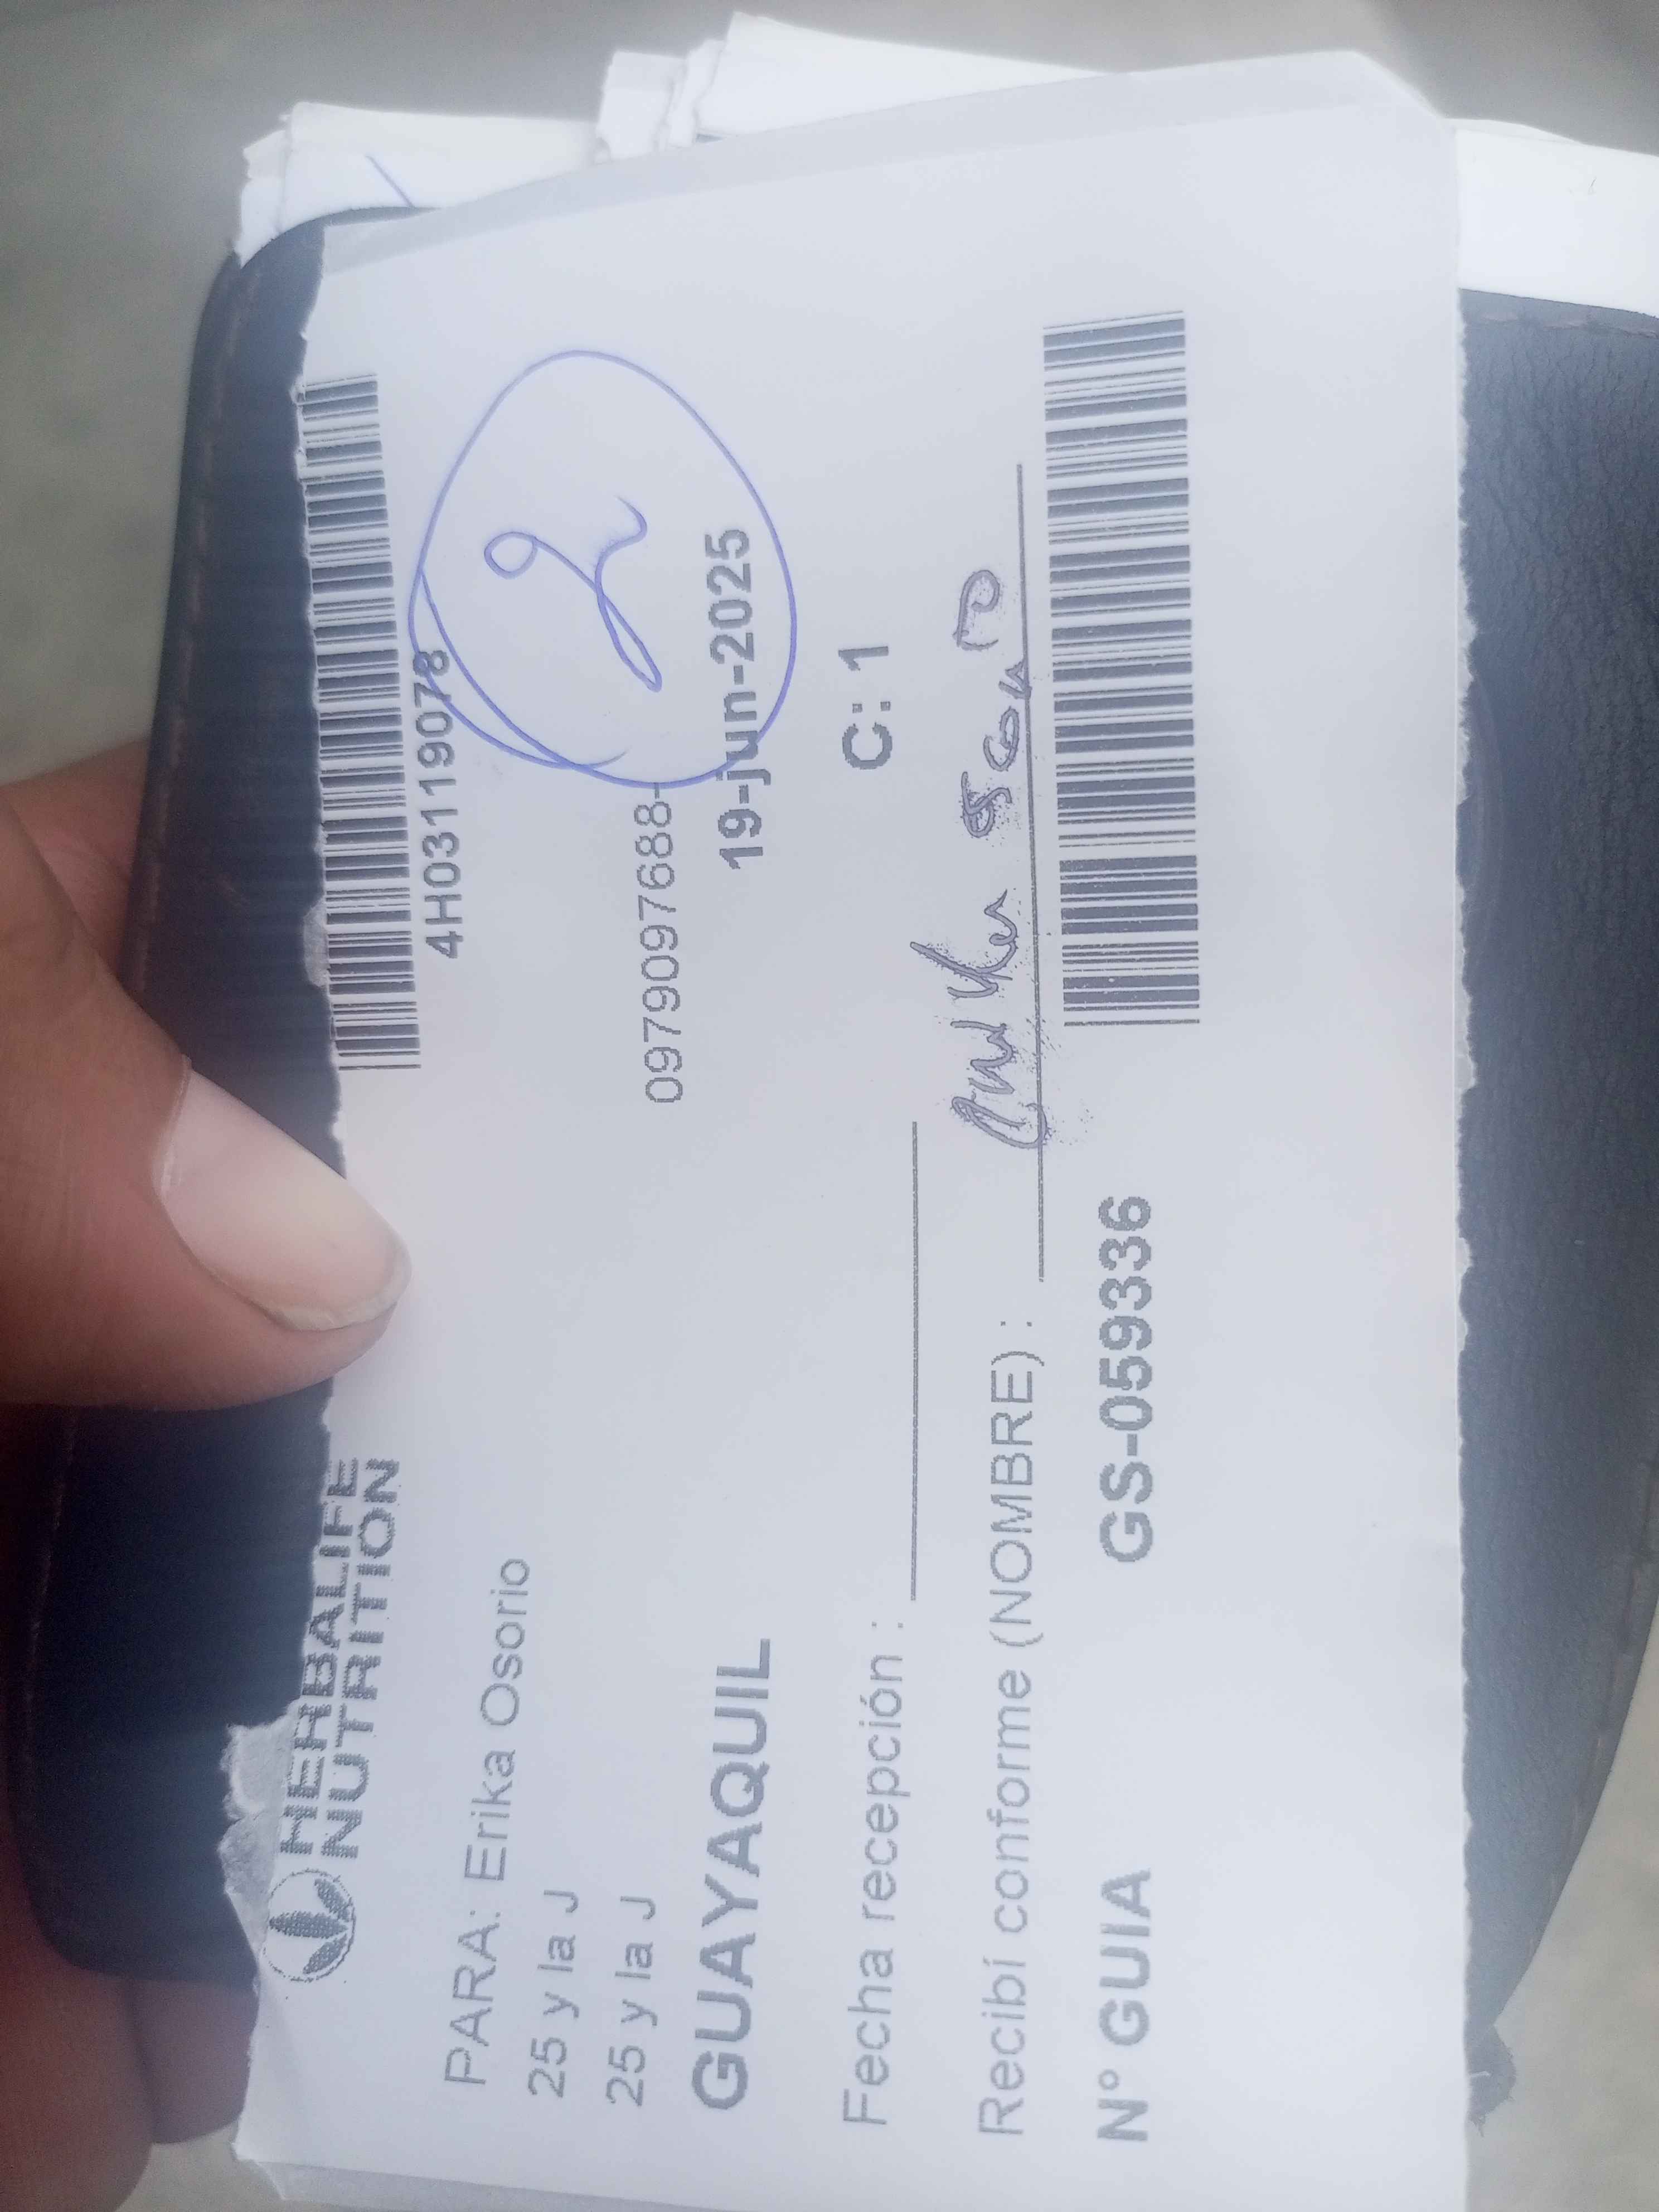 HERBALIFE
NUTRITION
4H03119078
PARA: Erika Osorio
25 y la J
2
25 y la J
0979097688-
GUAYAQUIL
19-jun-2025
C: 1
Fecha recepción :
Recibí conforme (NOMBRE) :
N° GUIA
GS-059336